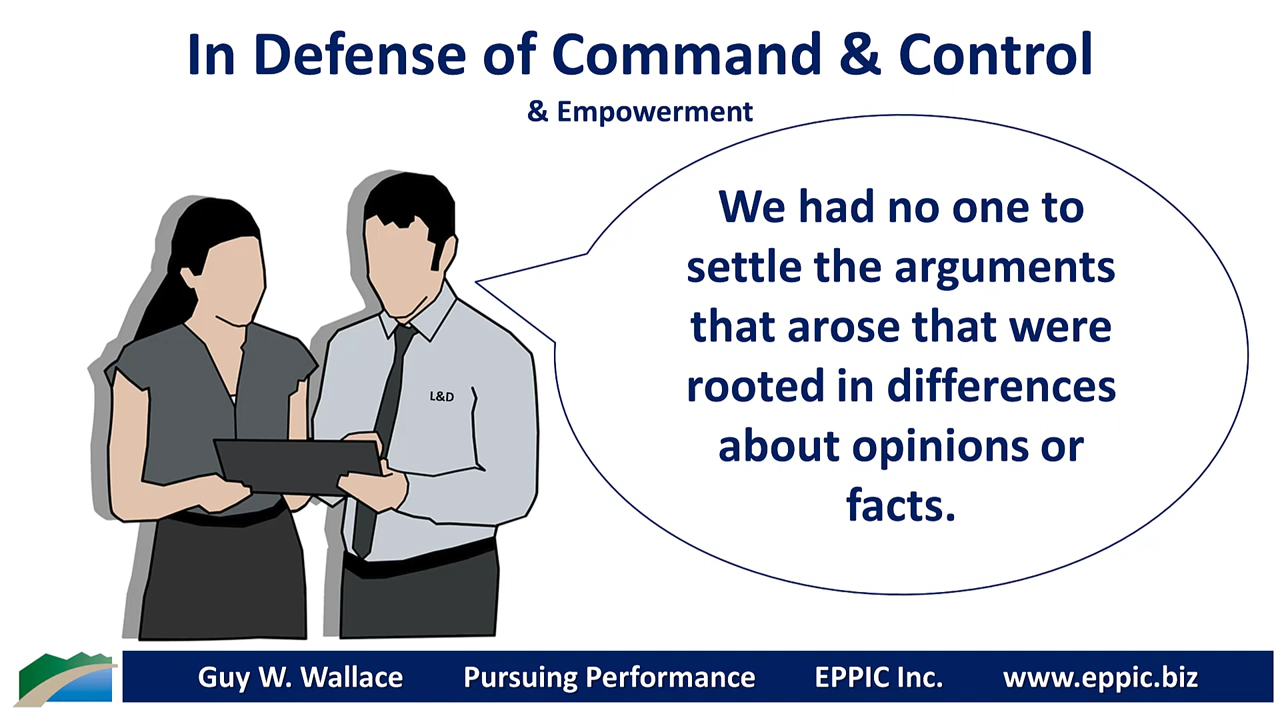 In Defense of Command & Control
& Empowerment
We had no one to
settle the arguments
that arose that were
rooted in differences
about opinions or
facts.
L&D
Guy W. Wallace Pursuing Performance EPPIC Inc. www.eppic.biz